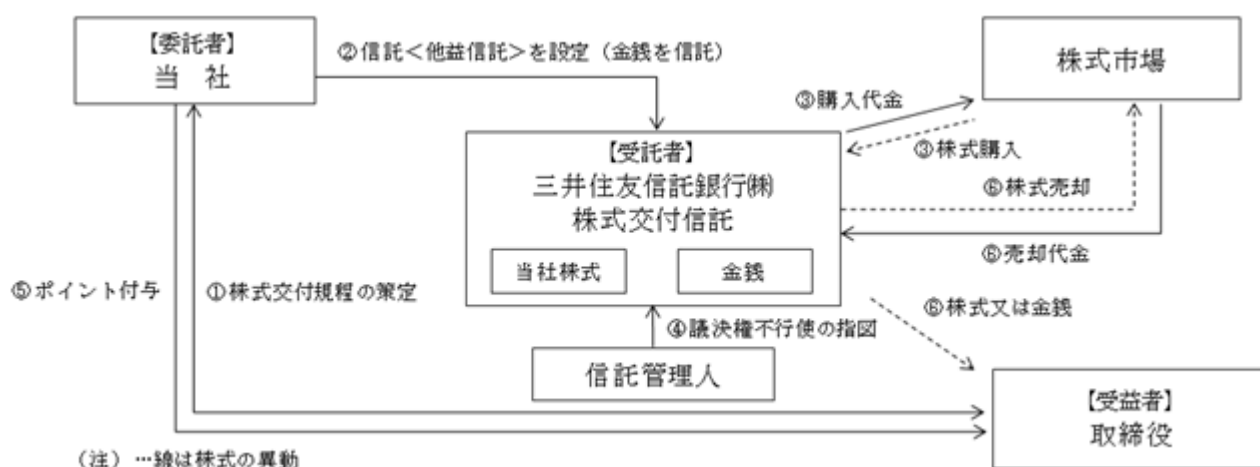 【委託者】
当 社
②信託<他益信託>を設定(金銭を信託)
株式市場
③購入代金
③株式購入
【受託者】
三井住友信託銀行㈱
株式交付信託
当社株式
金銭
⑥株式売却
⑥売却代金
⑤ポイント付与
①株式交付規程の策定
④議決権不行使の指図
⑥株式又は金銭
信託管理人
【受益者】
取締役
(注)…線は株式の異動